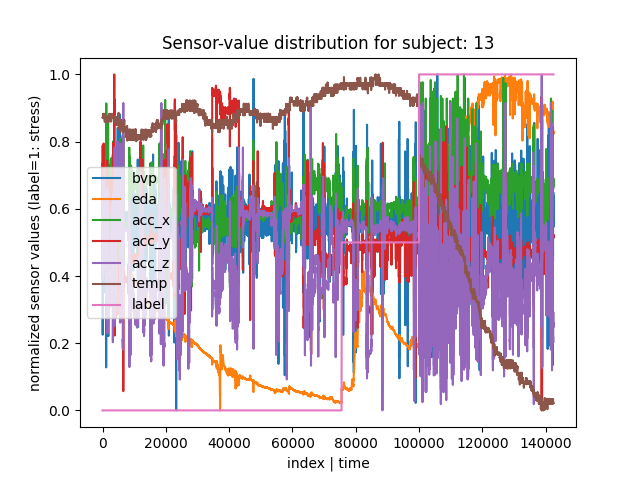 Sensor-value distribution for subject: 13
normalized sensor values (label=1: stress)
1.0
0.8
0.6
0.4
0.2
0.0
bvp
eda
acc_x
acc_y
acc_z
temp
label
0 20000 40000 60000 80000 100000 120000 140000
index | time